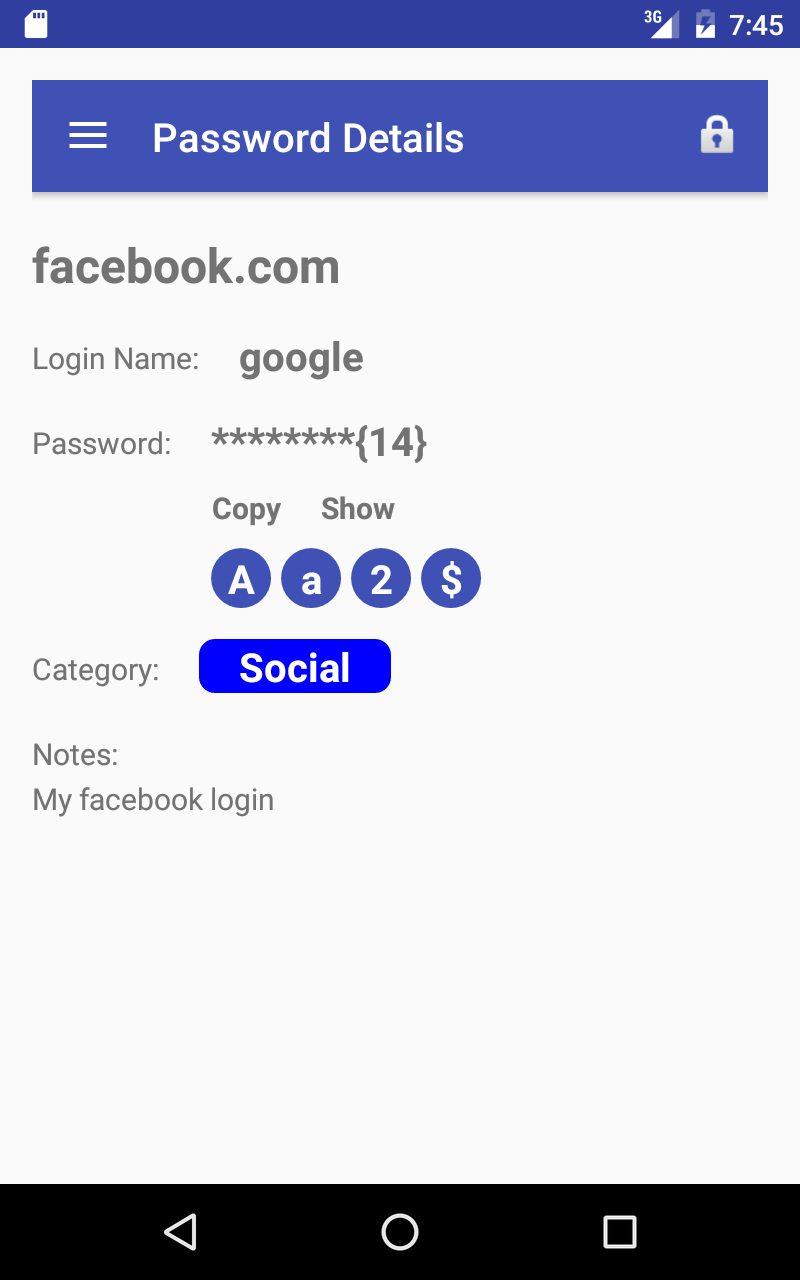 3G 7:45
Password Details
facebook.com
Login Name: google
Password: ********{14}
Copy Show
A a 2 $
Category: Social
Notes:
My facebook login